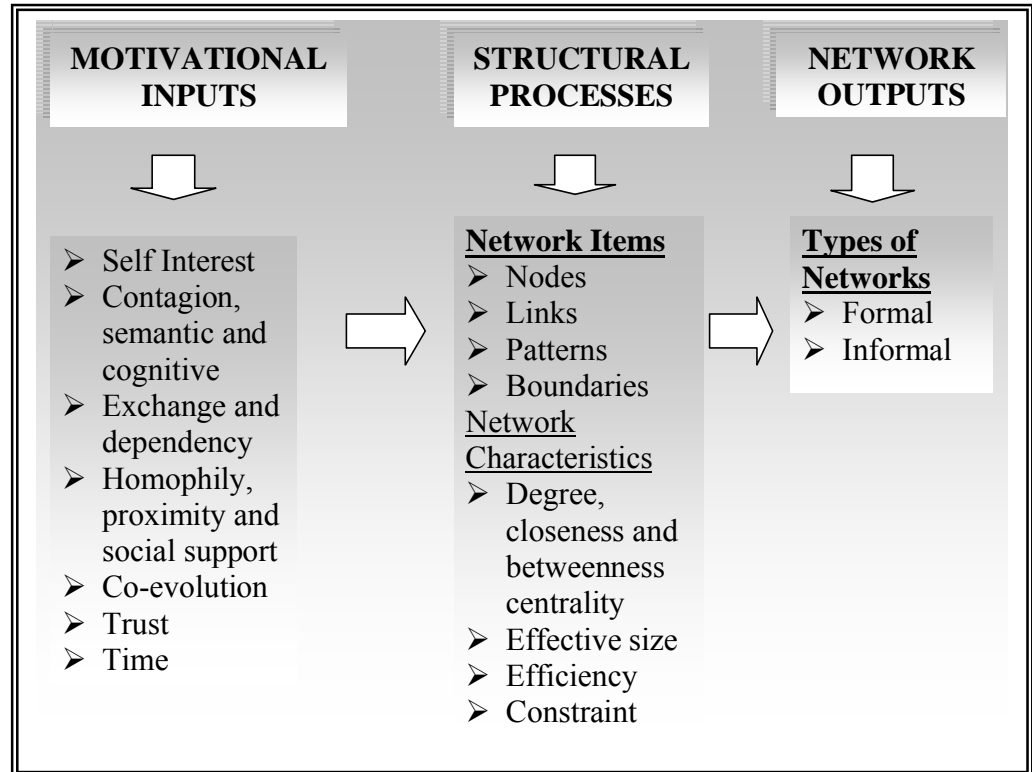 MOTIVATIONAL
INPUTS
STRUCTURAL
PROCESSES
NETWORK
OUTPUTS
➢ Self Interest
➢ Contagion,
semantic and
cognitive
➢ Exchange and
dependency
➢ Homophily,
proximity and
social support
➢ Co-evolution
➢ Trust
➢ Time
Network Items
➢ Nodes
➢ Links
➢ Patterns
➢ Boundaries
Network
Characteristics
➢ Degree,
closeness and
betweenness
centrality
➢ Effective size
➢ Efficiency
➢ Constraint
Types of
Networks
➢ Formal
➢ Informal